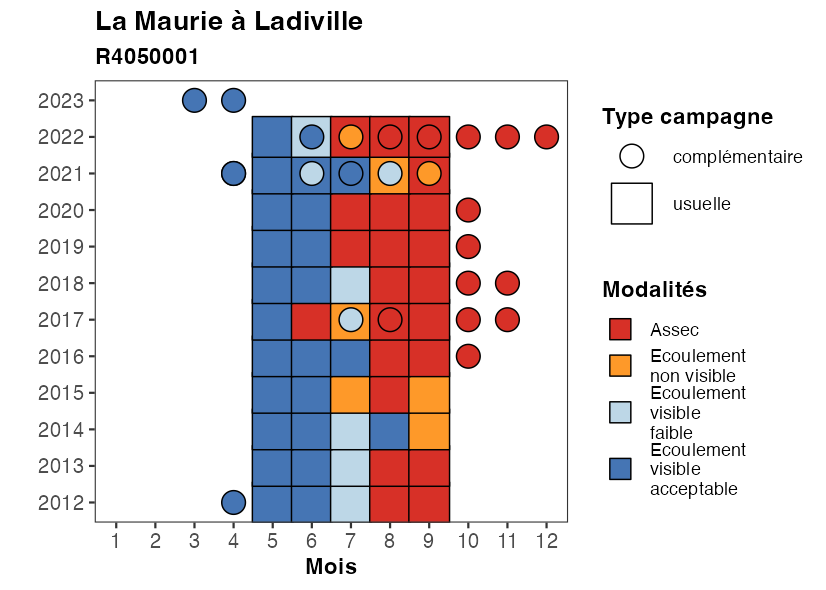 La Maurie à Ladiville
R4050001
2023
2022
2021
2020
2019
2018
2017
2016
2015
2014
2013
2012
1 2 3 4 5 6 7 8 9 10 11 12
Mois
Type campagne
complémentaire
usuelle
Modalités
Assec
Ecoulement
non visible
Ecoulement
visible
faible
Ecoulement
visible
acceptable